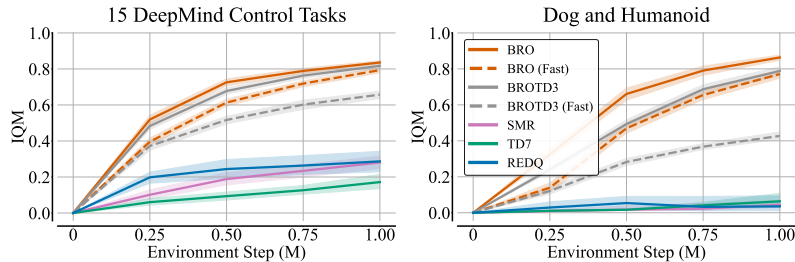 15 DeepMind Control Tasks
1.0
0.8
0.6
0.4
0.2
0.0
IQM
0
0.25
0.50
0.75
1.00
Environment Step (M)
Dog and Humanoid
1.0
0.8
0.6
0.4
0.2
0.0
IQM
BRO
BRO (Fast)
BROTD3
BROTD3 (Fast)
SMR
TD7
REDQ
0
0.25
0.50
0.75
1.00
Environment Step (M)